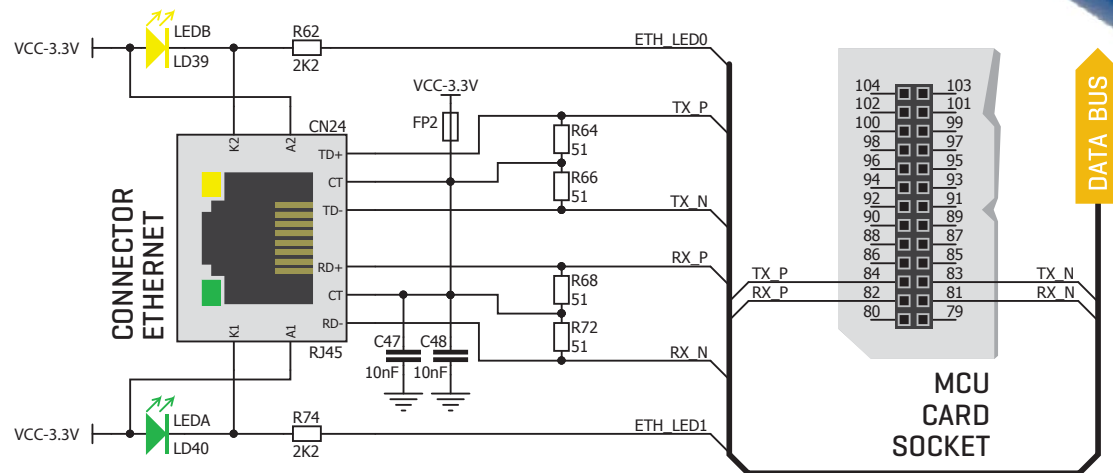 LEDB
VCC-3.3V
LD39
R62
2K2
ETH_LED0
VCC-3.3V
FP2
CN24
K2
A2
TD+
CT
TD-
RD+
CT
RD-
K1
A1
RJ45
CONNECTOR
ETHERNET
R64
51
R66
51
R68
51
R72
51
TX_P
TX_N
RX_P
RX_N
C47
10nF
C48
10nF
LEDA
VCC-3.3V
LD40
R74
2K2
ETH_LED1
104 103
102 101
100 99
98 97
96 95
94 93
92 91
90 89
88 87
86 85
TX_P 84 83 TX_N
RX_P 82 81 RX_N
80 79
MCU
CARD
SOCKET
DATA BUS